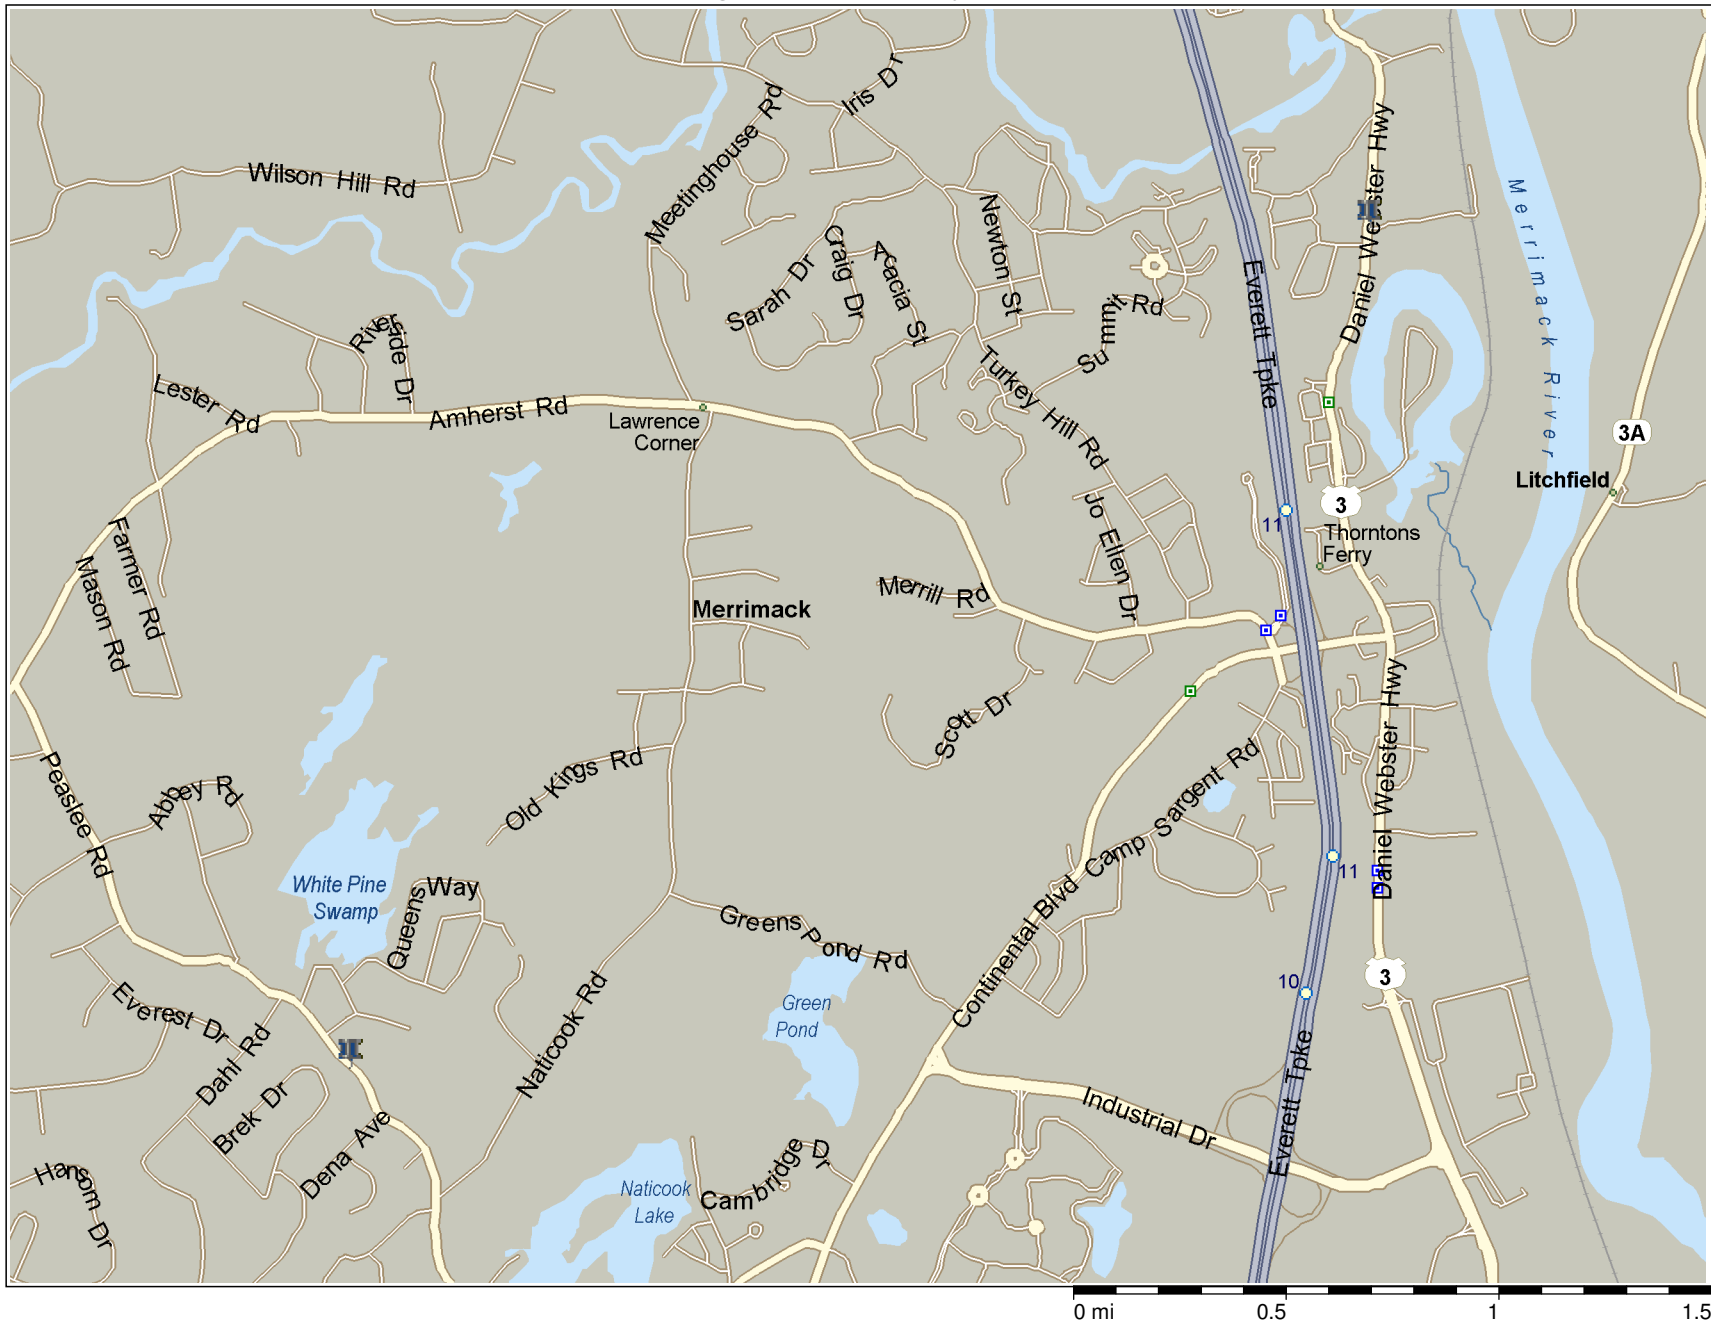 Iris Dr
Meetinghouse Rd
Wilson Hill Rd
Daniel Webster Hwy
Merrimack River
Newton St
Craig Dr
Acacia St
Sarah Dr
Everett Tpke
Summit Rd
Riverside Dr
Turkey Hill Rd
Lester Rd
Amherst Rd
Lawrence
Corner
3A
Litchfield
3
11
Thorntons
Ferry
Jo Ellen Dr
Farmer Rd
Mason Rd
Merrill Rd
Merrimack
Scott Dr
Daniel Webster Hwy
Old Kings Rd
Camp Sargent Rd
Peaslee Rd
Abbey Rd
White Pine
Swamp
Queens Way
11
Greens Pond Rd
Continental Blvd
3
10
Green
Pond
Everest Dr
Dahl Rd
Naticook Rd
Everett Tpke
Brek Dr
Industrial Dr
Dena Ave
Hansom Dr
Cambridge Dr
Naticook
Lake
0 mi 0.5 1 1.5